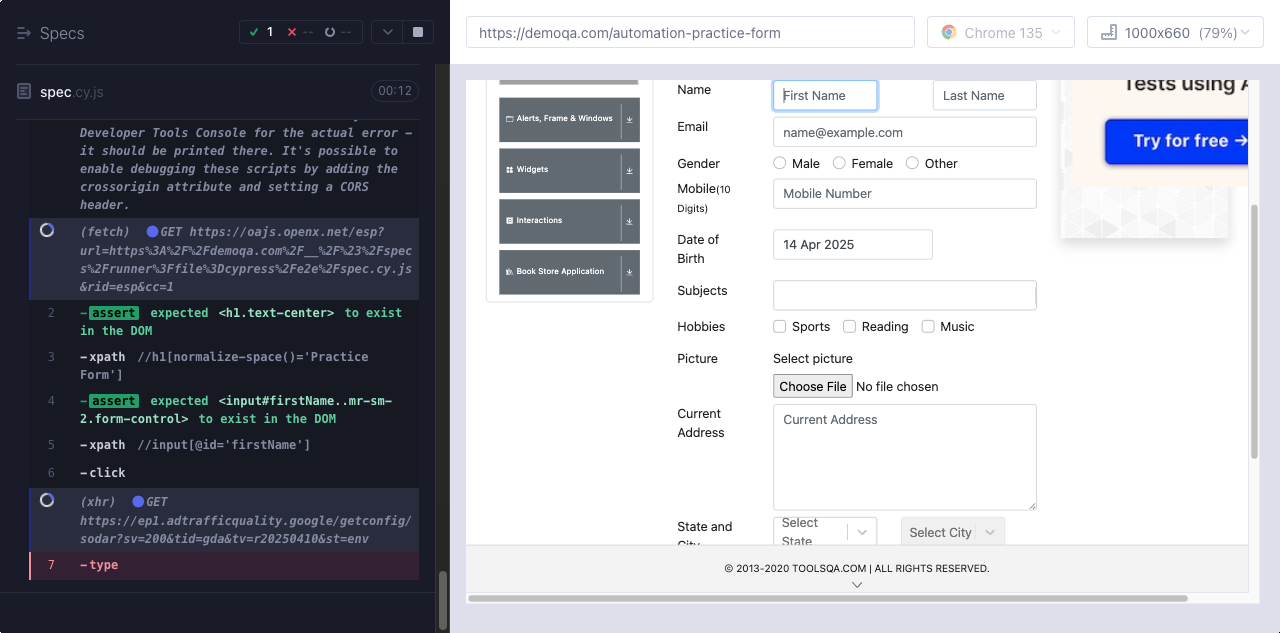 Specs
1
--
--
https://demoqa.com/automation-practice-form
Chrome 135
1000x660 (79%)
spec.cy.js
00:12
Developer Tools Console for the actual error –
it should be printed there. It's possible to
enable debugging these scripts by adding the
crossorigin attribute and setting a CORS
header.
(fetch) GET https://oajs.openx.net/esp?
url=https%3A%2F%2Fdemoqa.com%2F__%2F%23%2Fspec
s%2Frunner%3Ffile%3Dcypress%2Fe2e%2Fspec.cy.js
&rid=esp&cc=1
2 -assert expected <h1.text-center> to exist
in the DOM
3 -xpath //h1[normalize-space()='Practice
Form']
4 -assert expected <input#firstName..mr-sm-
2.form-control> to exist in the DOM
5 -xpath //input[@id='firstName']
6 -click
(xhr) GET
https://ep1.adtrafficquality.google/getconfig/
sodar?sv=200&tid=gda&tv=r20250410&st=env
7 -type
Alerts, Frame & Windows
Widgets
Interactions
Book Store Application
Name
First Name
Last Name
Email
name@example.com
Gender
Male
Female
Other
Mobile(10
Digits)
Mobile Number
Date of
Birth
14 Apr 2025
Subjects
Hobbies
Sports
Reading
Music
Picture
Select picture
Choose File No file chosen
Current
Address
Current Address
State and
City
Select
State
Select City
Tests using A
Try for free →
© 2013-2020 TOOLSQA.COM | ALL RIGHTS RESERVED.